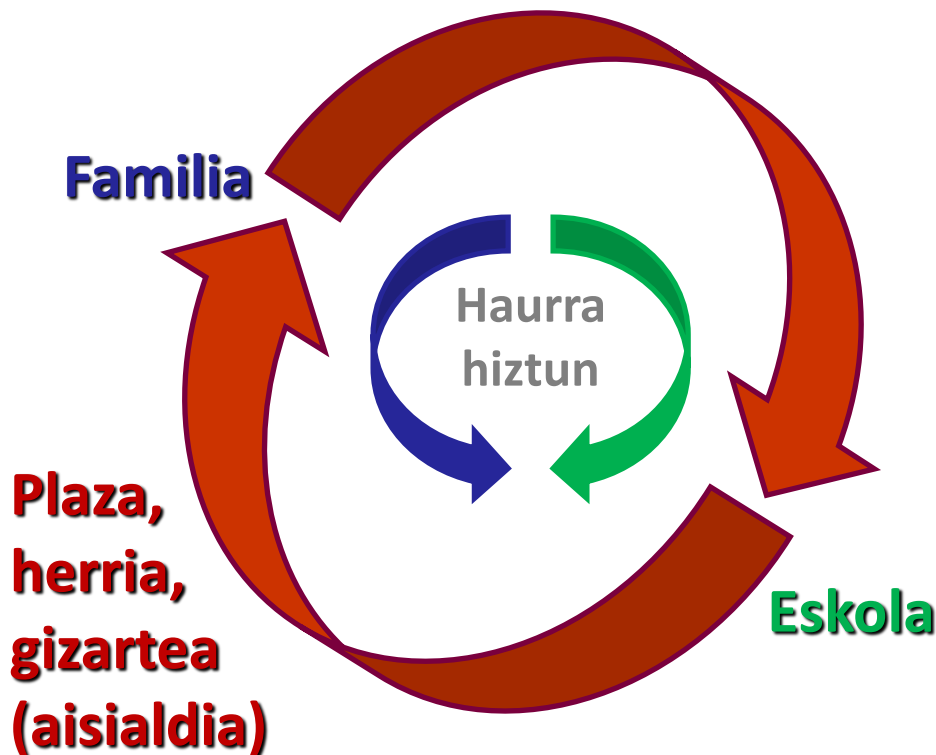 Familia
Haurra
hiztun
Plaza,
herria,
gizartea
(aisialdia)
Eskola